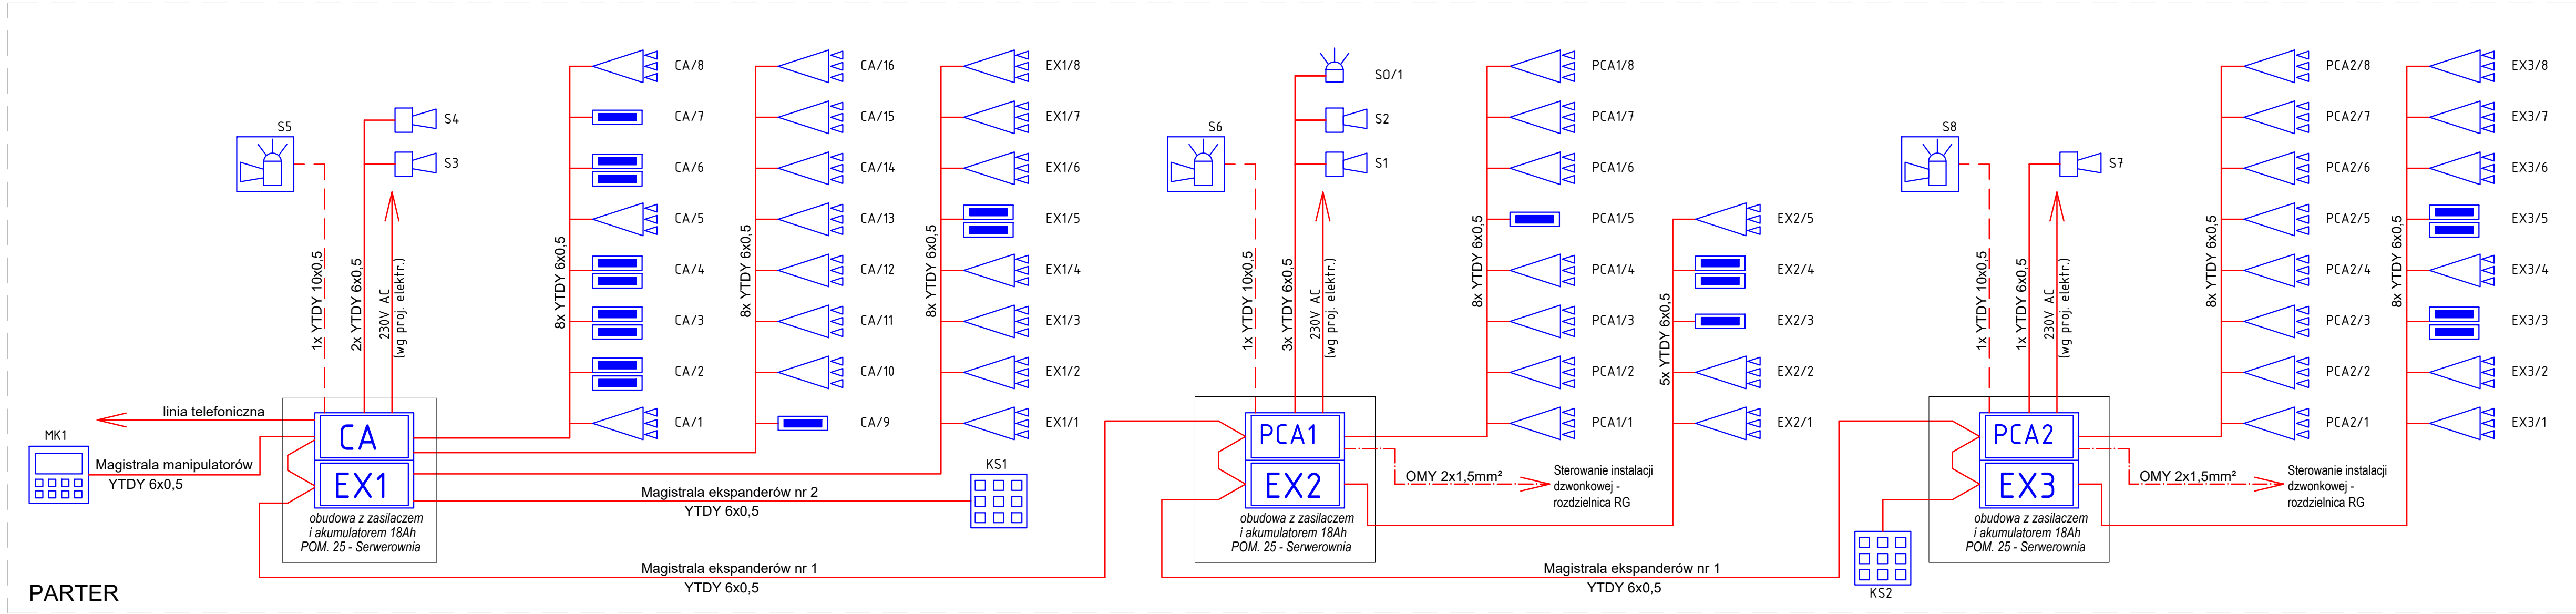 S5
S4
S3
1x YTDY 10x0,5
2x YTDY 6x0,5
230V AC
(wg proj. elektr.)
linia telefoniczna
MK1
Magistrala manipulatorów
YTDY 6x0,5
CA
EX1
obudowa z zasilaczem
i akumulatorem 18Ah
POM. 25 - Serwerownia
8x YTDY 6x0,5
CA/8
CA/7
CA/6
CA/5
CA/4
CA/3
CA/2
CA/1
8x YTDY 6x0,5
CA/16
CA/15
CA/14
CA/13
CA/12
CA/11
CA/10
CA/9
8x YTDY 6x0,5
EX1/8
EX1/7
EX1/6
EX1/5
EX1/4
EX1/3
EX1/2
EX1/1
Magistrala ekspanderów nr 2
YTDY 6x0,5
KS1
Magistrala ekspanderów nr 1
YTDY 6x0,5
S6
SO/1
S2
S1
1x YTDY 10x0,5
3x YTDY 6x0,5
230V AC
(wg proj. elektr.)
PCA1
EX2
obudowa z zasilaczem
i akumulatorem 18Ah
POM. 25 - Serwerownia
8x YTDY 6x0,5
PCA1/8
PCA1/7
PCA1/6
PCA1/5
PCA1/4
PCA1/3
PCA1/2
PCA1/1
5x YTDY 6x0,5
EX2/5
EX2/4
EX2/3
EX2/2
EX2/1
OMY 2x1,5mm²
Sterowanie instalacji
dzwonkowej -
rozdzielnica RG
Magistrala ekspanderów nr 1
YTDY 6x0,5
S8
S7
1x YTDY 10x0,5
1x YTDY 6x0,5
230V AC
(wg proj. elektr.)
PCA2
EX3
obudowa z zasilaczem
i akumulatorem 18Ah
POM. 25 - Serwerownia
KS2
8x YTDY 6x0,5
PCA2/8
PCA2/7
PCA2/6
PCA2/5
PCA2/4
PCA2/3
PCA2/2
PCA2/1
8x YTDY 6x0,5
EX3/8
EX3/7
EX3/6
EX3/5
EX3/4
EX3/3
EX3/2
EX3/1
OMY 2x1,5mm²
Sterowanie instalacji
dzwonkowej -
rozdzielnica RG
PARTER